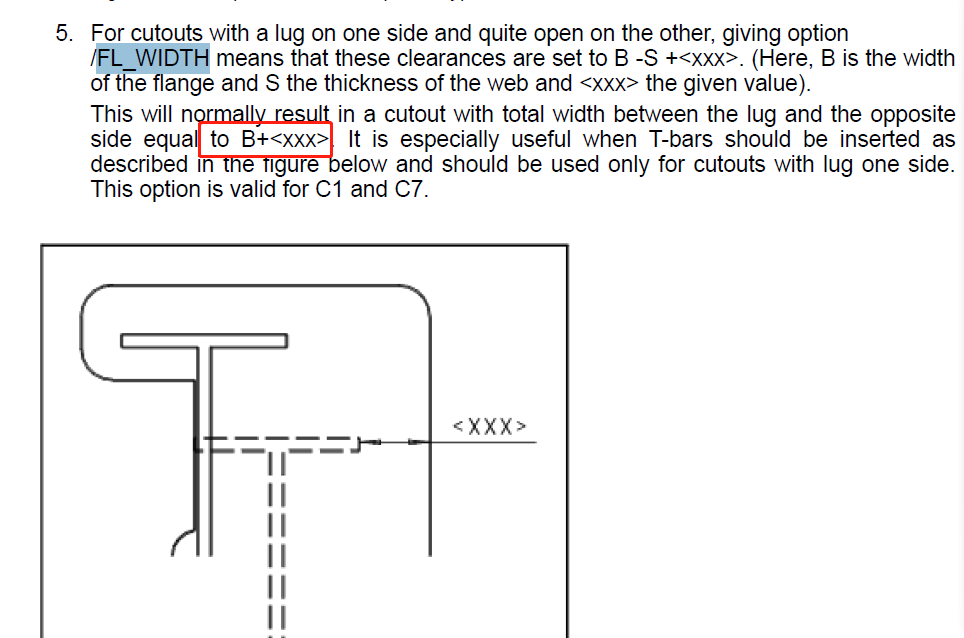 5. For cutouts with a lug on one side and quite open on the other, giving option
/FL_WIDTH means that these clearances are set to B -S +<xxx>. (Here, B is the width
of the flange and S the thickness of the web and <xxx> the given value).
This will normally result in a cutout with total width between the lug and the opposite
side equal to B+<xxx>. It is especially useful when T-bars should be inserted as
described in the figure below and should be used only for cutouts with lug one side.
This option is valid for C1 and C7.
<XXX>